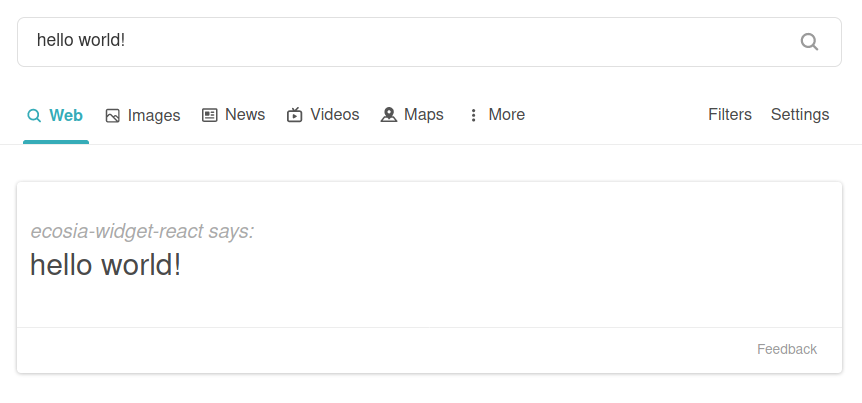 hello world!
Web Images News Videos Maps More Filters Settings
ecosia-widget-react says:
hello world!
Feedback